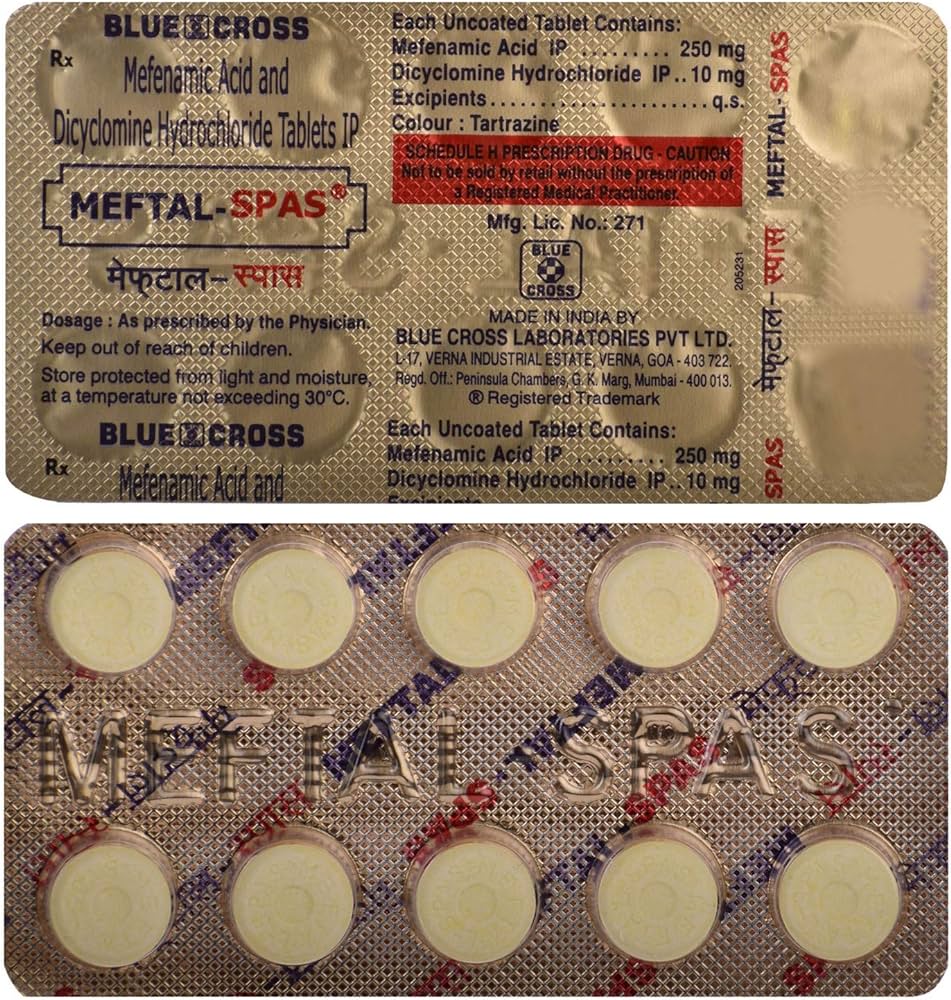 BLUE CROSS
Rx
Mefenamic Acid and
Dicyclomine Hydrochloride Tablets IP
MEFTAL-SPAS®
मेफ्टाल-स्पास
Dosage : As prescribed by the Physician.
Keep out of reach of children.
Store protected from light and moisture,
at a temperature not exceeding 30°C.
BLUE CROSS
Rx
Mefenamic Acid and
Each Uncoated Tablet Contains:
Mefenamic Acid IP ......... 250 mg
Dicyclomine Hydrochloride IP.. 10 mg
Excipients............................ q.s.
Colour : Tartrazine
SCHEDULE H PRESCRIPTION DRUG - CAUTION
Not to be sold by retail without the prescription of
a Registered Medical Practitioner.
Mfg. Lic. No.: 271
BLUE
CROSS
MADE IN INDIA BY
BLUE CROSS LABORATORIES PVT LTD.
L-17, VERNA INDUSTRIAL ESTATE, VERNA, GOA - 403 722.
Regd. Off.: Peninsula Chambers, G. K. Marg, Mumbai - 400 013.
® Registered Trademark
Each Uncoated Tablet Contains:
Mefenamic Acid IP ......... 250 mg
Dicyclomine Hydrochloride IP.. 10 mg
Excipients
205231
MEFTAL-SPAS
मेफ्टाल-स्पास
SPAS
MEFTAL SPAS